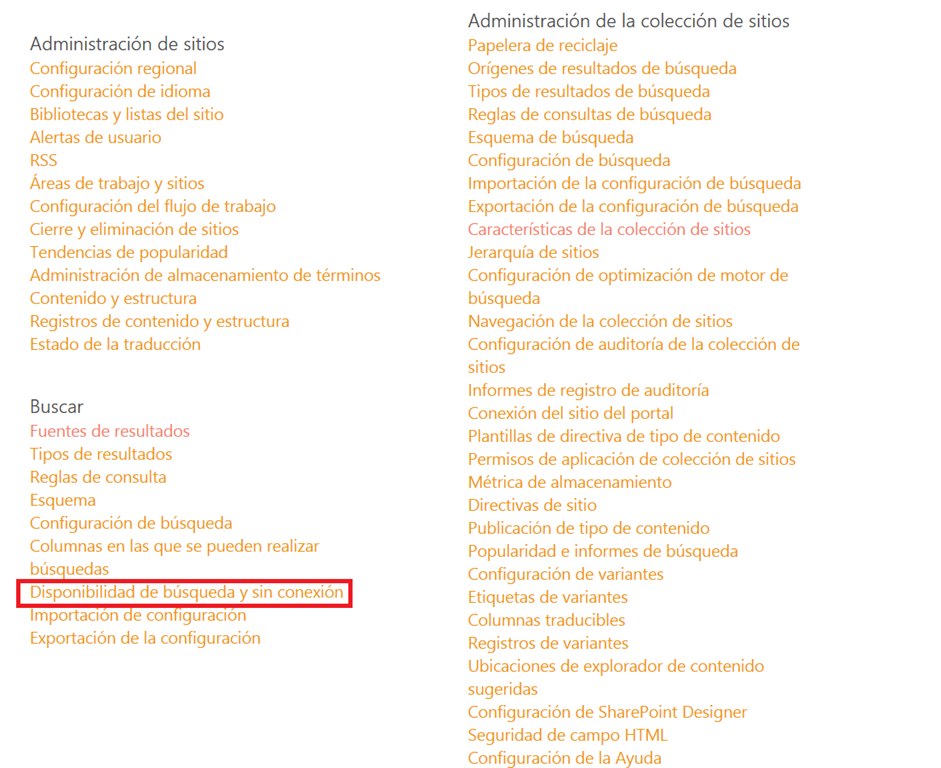 Administración de sitios
Configuración regional
Configuración de idioma
Bibliotecas y listas del sitio
Alertas de usuario
RSS
Áreas de trabajo y sitios
Configuración del flujo de trabajo
Cierre y eliminación de sitios
Tendencias de popularidad
Administración de almacenamiento de términos
Contenido y estructura
Registros de contenido y estructura
Estado de la traducción
Buscar
Fuentes de resultados
Tipos de resultados
Reglas de consulta
Esquema
Configuración de búsqueda
Columnas en las que se pueden realizar
búsquedas
Disponibilidad de búsqueda y sin conexión
Importación de configuración
Exportación de la configuración
Administración de la colección de sitios
Papelera de reciclaje
Orígenes de resultados de búsqueda
Tipos de resultados de búsqueda
Reglas de consultas de búsqueda
Esquema de búsqueda
Configuración de búsqueda
Importación de la configuración de búsqueda
Exportación de la configuración de búsqueda
Características de la colección de sitios
Jerarquía de sitios
Configuración de optimización de motor de
búsqueda
Navegación de la colección de sitios
Configuración de auditoría de la colección de
sitios
Informes de registro de auditoría
Conexión del sitio del portal
Plantillas de directiva de tipo de contenido
Permisos de aplicación de colección de sitios
Métrica de almacenamiento
Directivas de sitio
Publicación de tipo de contenido
Popularidad e informes de búsqueda
Configuración de variantes
Etiquetas de variantes
Columnas traducibles
Registros de variantes
Ubicaciones de explorador de contenido
sugeridas
Configuración de SharePoint Designer
Seguridad de campo HTML
Configuración de la Ayuda